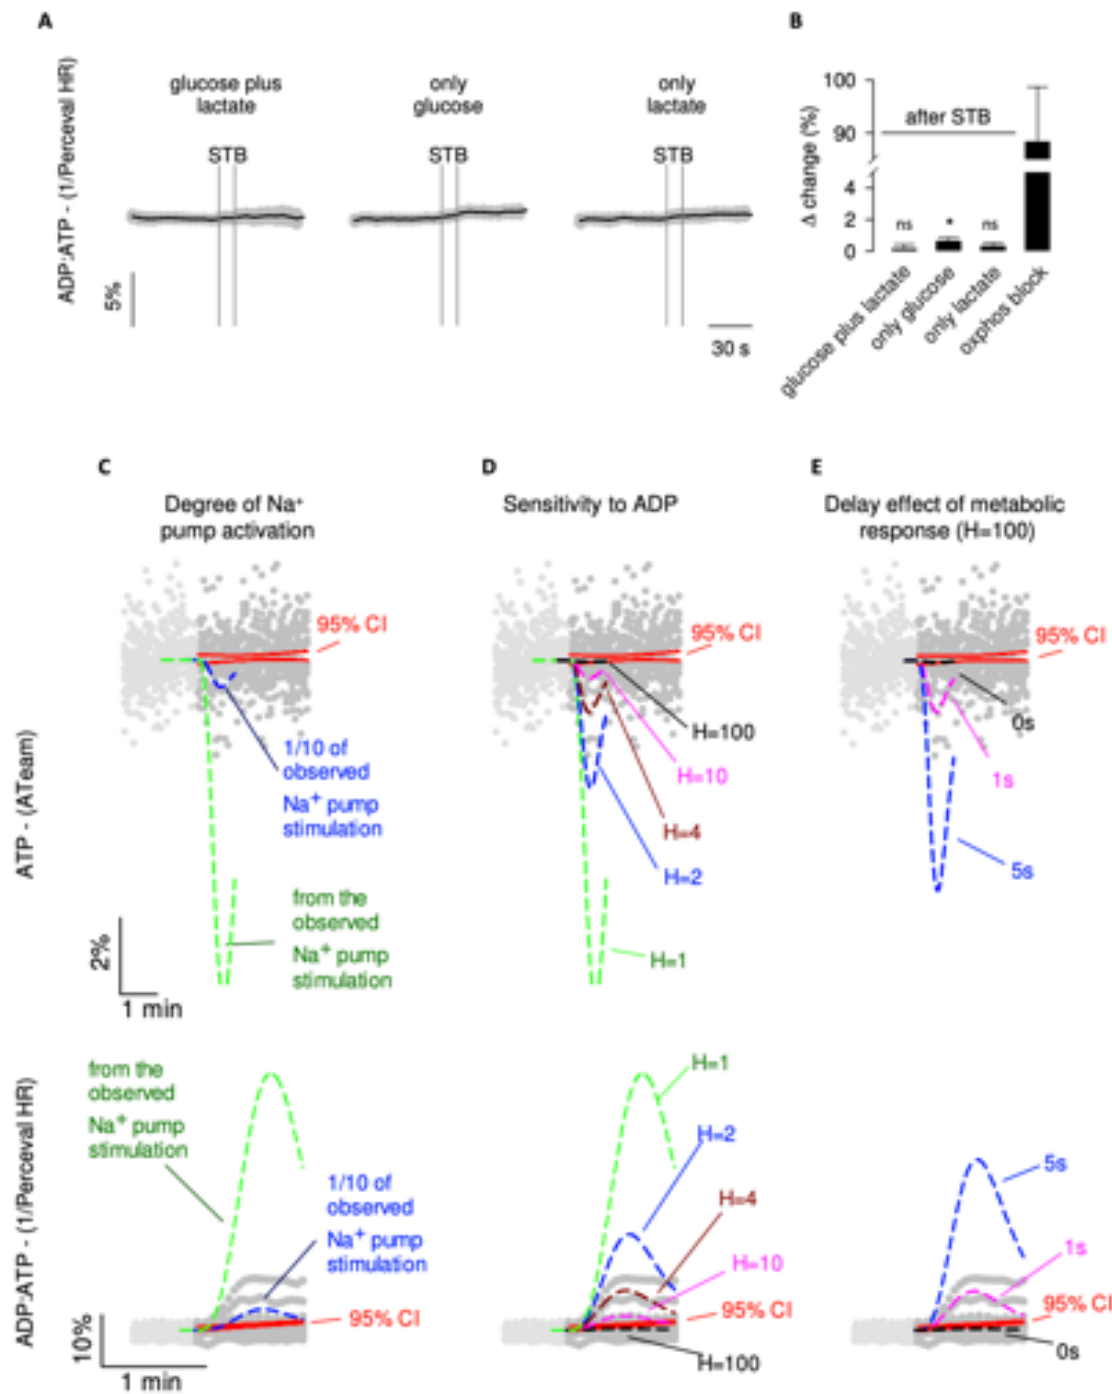 A
B
ADP:ATP - (1/Perceval HR)
glucose plus
lactate
only
glucose
only
lactate
STB
STB
STB
5%
30 s
Δ change (%)
100
90
4
2
0
after STB
ns
*
ns
glucose plus lactate
only glucose
only lactate
oxphos block
C
D
E
Degree of Na⁺
pump activation
Sensitivity to ADP
Delay effect of metabolic
response (H=100)
ATP - (ATeam)
95% CI
1/10 of
observed
Na⁺ pump
stimulation
from the
observed
Na⁺ pump
stimulation
2%
1 min
95% CI
H=100
H=10
H=4
H=2
H=1
95% CI
0s
1s
5s
ADP:ATP - (1/Perceval HR)
from the
observed
Na⁺ pump
stimulation
1/10 of
observed
Na⁺ pump
stimulation
95% CI
10%
1 min
H=1
H=2
H=4
H=10
95% CI
H=100
5s
1s
95% CI
0s